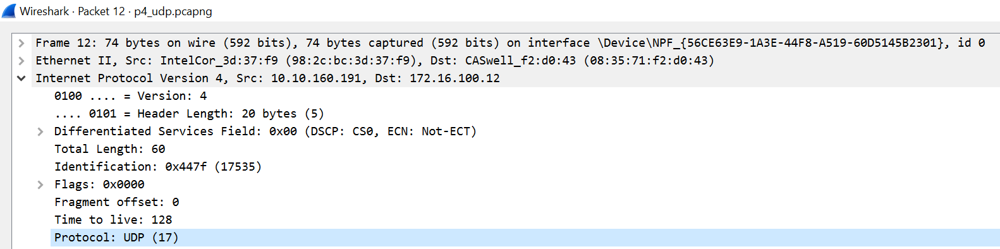 Wireshark · Packet 12 · p4_udp.pcapng
Frame 12: 74 bytes on wire (592 bits), 74 bytes captured (592 bits) on interface \Device\NPF_{56CE63E9-1A3E-44F8-A519-60D5145B2301}, id 0
Ethernet II, Src: IntelCor_3d:37:f9 (98:2c:bc:3d:37:f9), Dst: CASwell_f2:d0:43 (08:35:71:f2:d0:43)
Internet Protocol Version 4, Src: 10.10.160.191, Dst: 172.16.100.12
0100 .... = Version: 4
.... 0101 = Header Length: 20 bytes (5)
Differentiated Services Field: 0x00 (DSCP: CS0, ECN: Not-ECT)
Total Length: 60
Identification: 0x447f (17535)
Flags: 0x0000
Fragment offset: 0
Time to live: 128
Protocol: UDP (17)